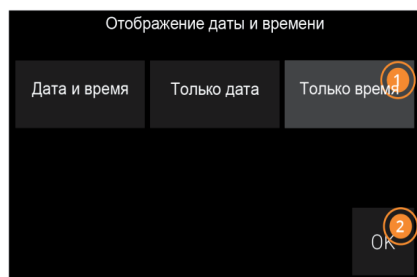 Отображение даты и времени
Дата и время
Только дата
Только время
1
2
OK